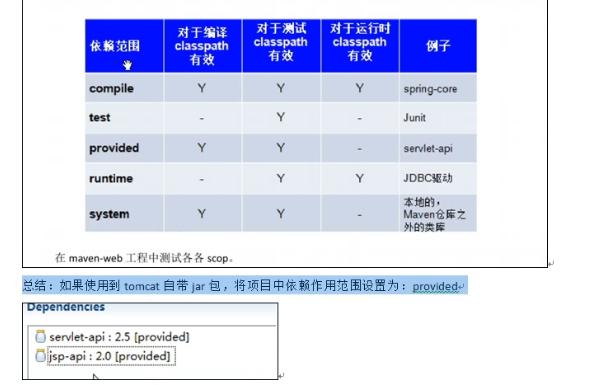 依赖范围 对于编译classpath有效 对于测试classpath有效 对于运行时classpath有效 例子
compile Y Y Y spring-core
test - Y - Junit
provided Y Y - servlet-api
runtime - Y Y JDBC驱动
system Y Y - 本地的，Maven仓库之外的类库
在 maven-web 工程中测试各各 scop。
总结：如果使用到 tomcat 自带 jar 包，将项目中依赖作用范围设置为：provided
Dependencies
servlet-api : 2.5 [provided]
jsp-api : 2.0 [provided]